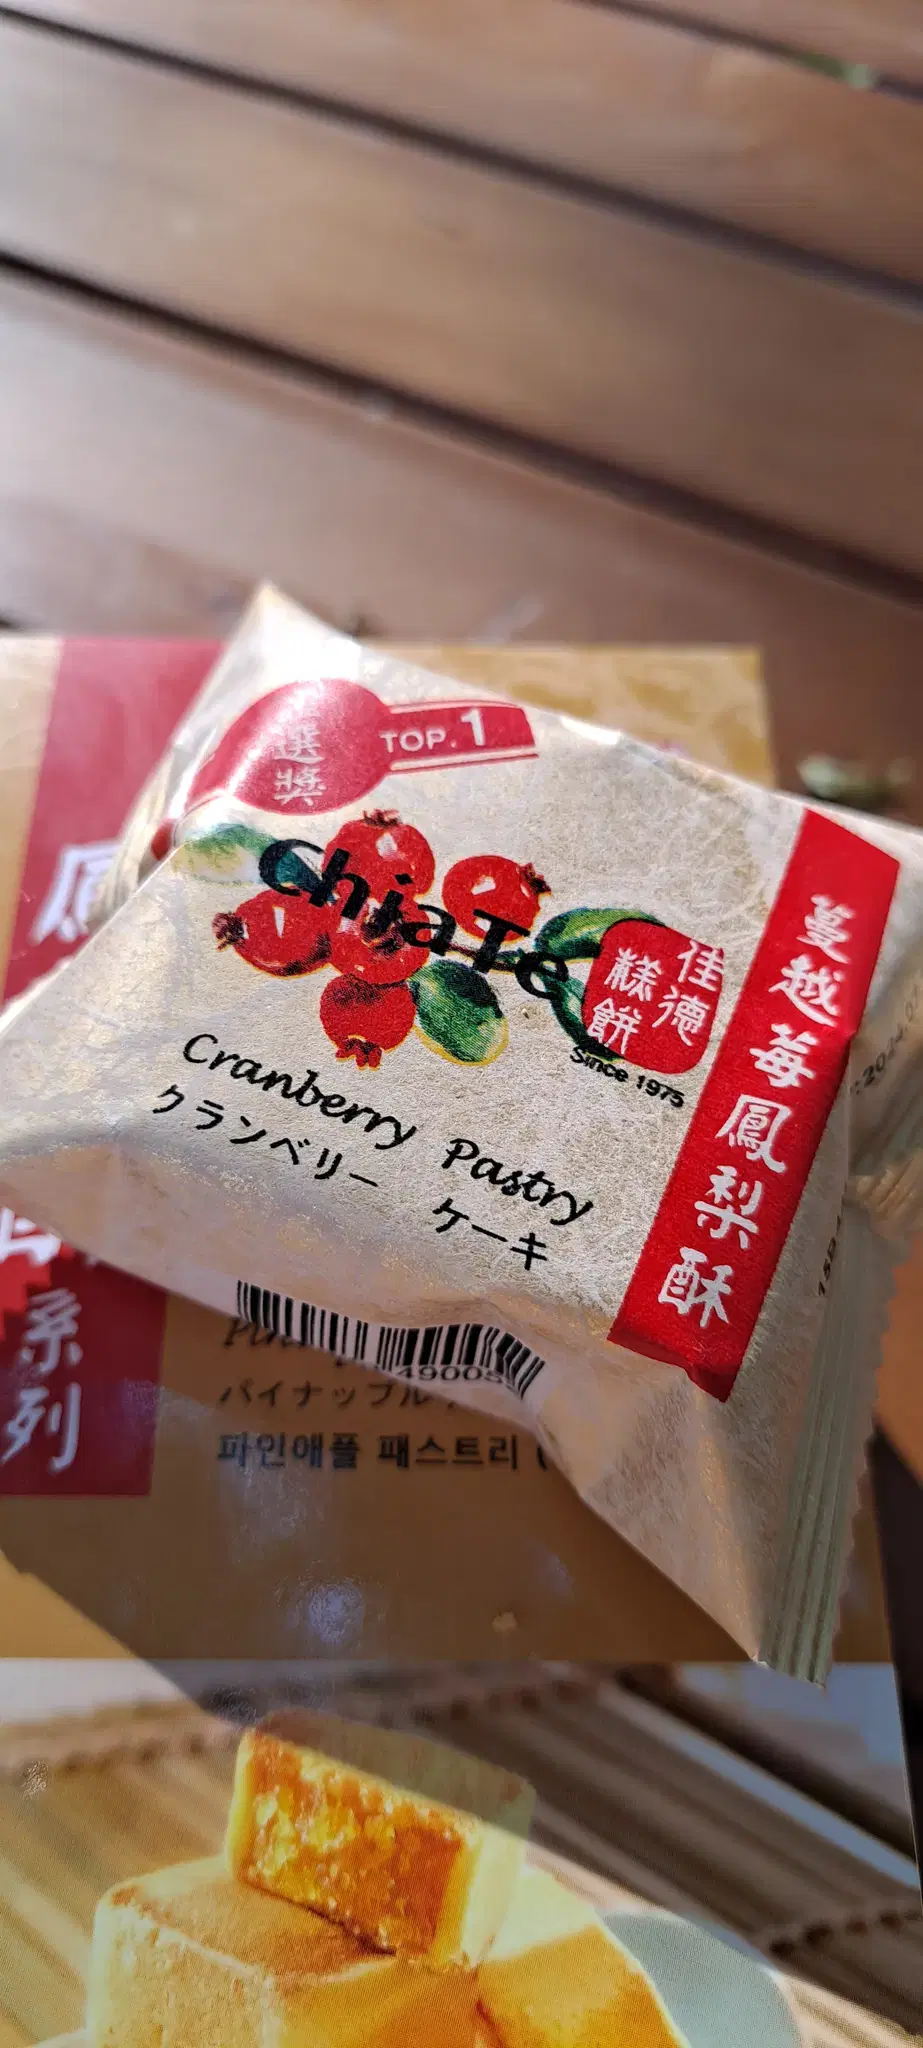 選獎
TOP.1
ChiaTe
佳德
糕餅
Since 1975
Cranberry Pastry
クランベリー ケーキ
蔓越莓鳳梨酥
系列
パイナップル
파인애플 패스트리 (